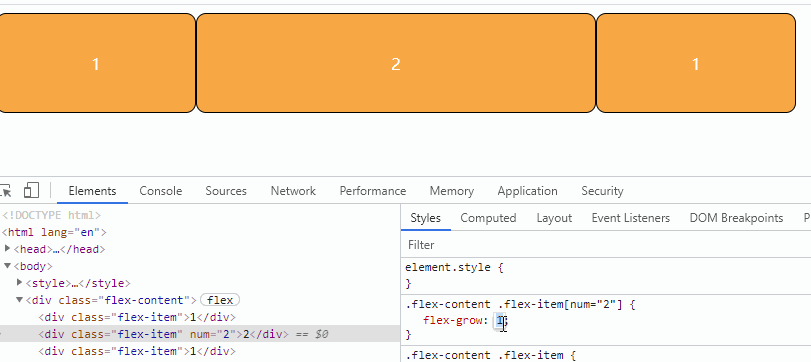 1 2 1
Elements Console Sources Network Performance Memory Application Security
<!DOCTYPE html>
<html lang="en">
<head>…</head>
<body>
<style>…</style>
<div class="flex-content"> flex
<div class="flex-item">1</div>
<div class="flex-item" num="2">2</div> == $0
<div class="flex-item">1</div>
Styles Computed Layout Event Listeners DOM Breakpoints P
Filter
element.style {
}
.flex-content .flex-item[num="2"] {
flex-grow: 1;
}
.flex-content .flex-item {